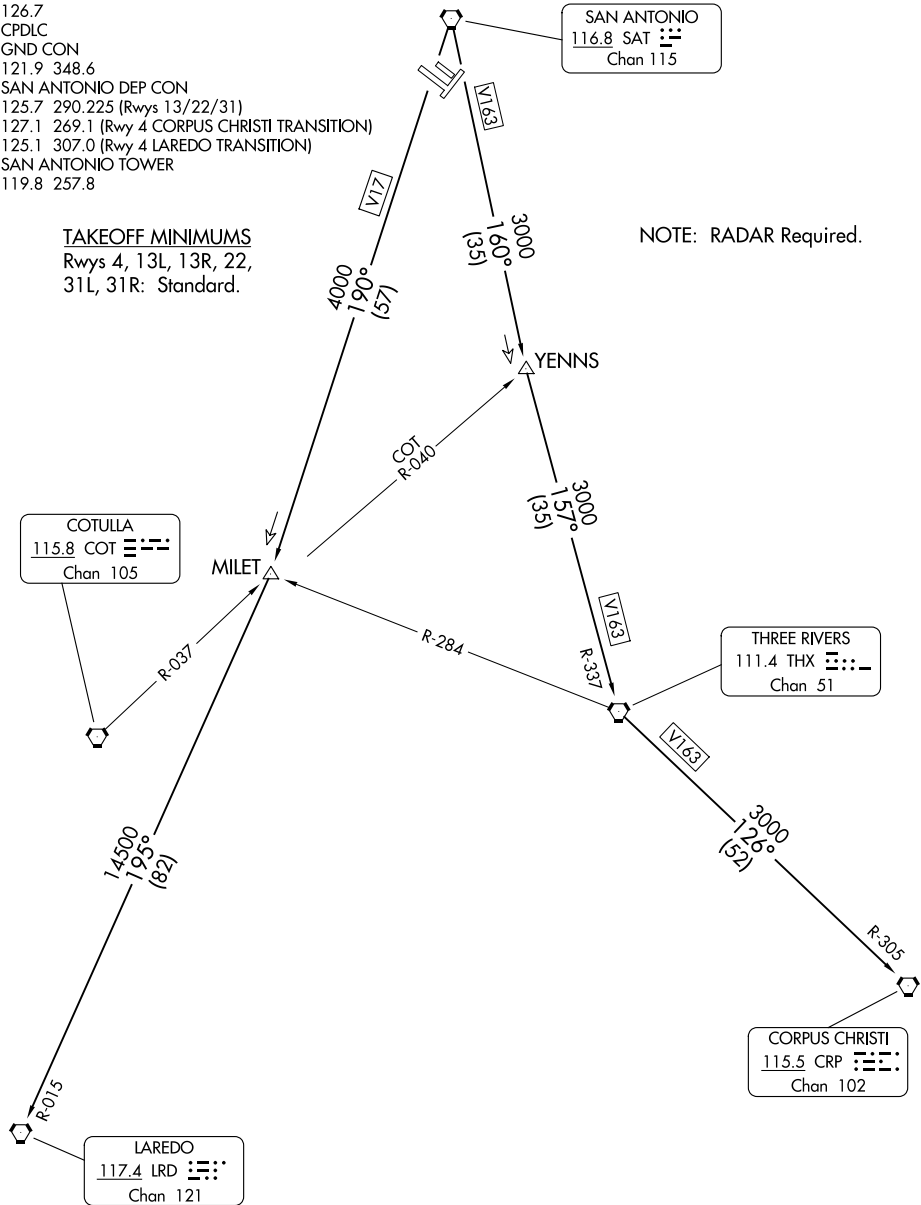 126.7
CPDLC
GND CON
121.9 348.6
SAN ANTONIO DEP CON
125.7 290.225 (Rwys 13/22/31)
127.1 269.1 (Rwy 4 CORPUS CHRISTI TRANSITION)
125.1 307.0 (Rwy 4 LAREDO TRANSITION)
SAN ANTONIO TOWER
119.8 257.8
SAN ANTONIO
116.8 SAT
Chan 115
TAKEOFF MINIMUMS
Rwys 4, 13L, 13R, 22,
31L, 31R: Standard.
NOTE: RADAR Required.
V163
V17
3000
160°
(35)
4000
190°
(57)
YENNS
COT
R-040
3000
157°
(35)
COTULLA
115.8 COT
Chan 105
MILET
R-037
R-284
V163
R-337
THREE RIVERS
111.4 THX
Chan 51
V163
3000
126°
(52)
14500
195°
(82)
R-305
CORPUS CHRISTI
115.5 CRP
Chan 102
R-015
LAREDO
117.4 LRD
Chan 121